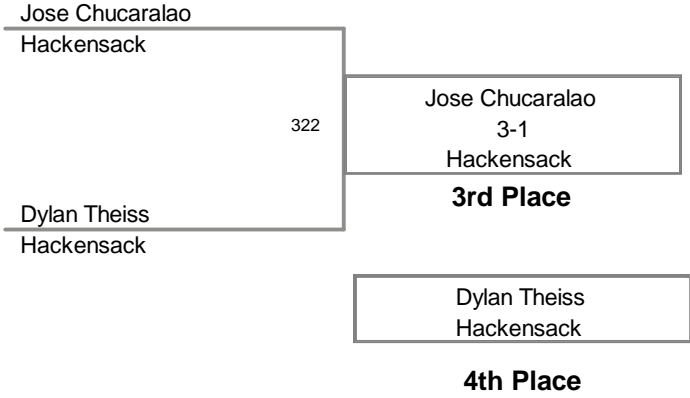 Jose Chucaralao
Hackensack
322
Jose Chucaralao
3-1
Hackensack
3rd Place
Dylan Theiss
Hackensack
Dylan Theiss
Hackensack
4th Place